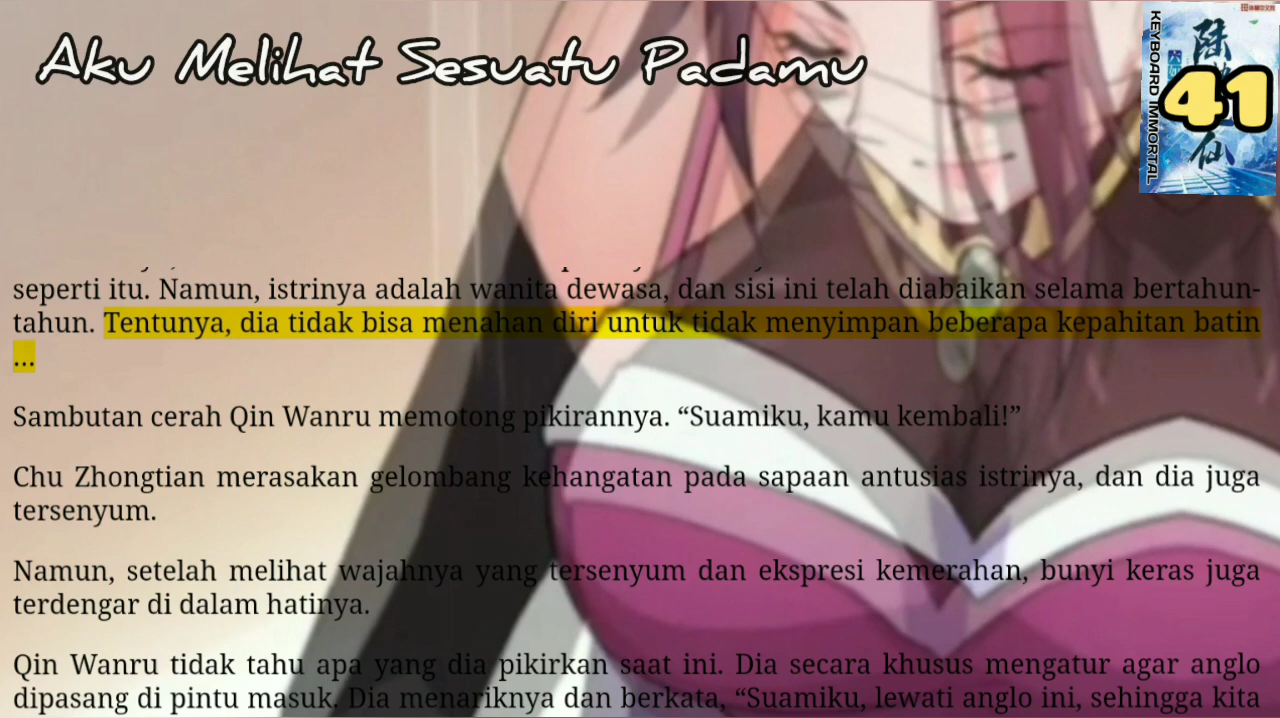 Aku Melihat Sesuatu Padamu
KEYBOARD IMMORTAL
41
seperti itu. Namun, istrinya adalah wanita dewasa, dan sisi ini telah diabaikan selama bertahun-
tahun. Tentunya, dia tidak bisa menahan diri untuk tidak menyimpan beberapa kepahitan batin
...
Sambutan cerah Qin Wanru memotong pikirannya. “Suamiku, kamu kembali!”
Chu Zhongtian merasakan gelombang kehangatan pada sapaan antusias istrinya, dan dia juga
tersenyum.
Namun, setelah melihat wajahnya yang tersenyum dan ekspresi kemerahan, bunyi keras juga
terdengar di dalam hatinya.
Qin Wanru tidak tahu apa yang dia pikirkan saat ini. Dia secara khusus mengatur agar anglo
dipasang di pintu masuk. Dia menariknya dan berkata, “Suamiku, lewati anglo ini, sehingga kita